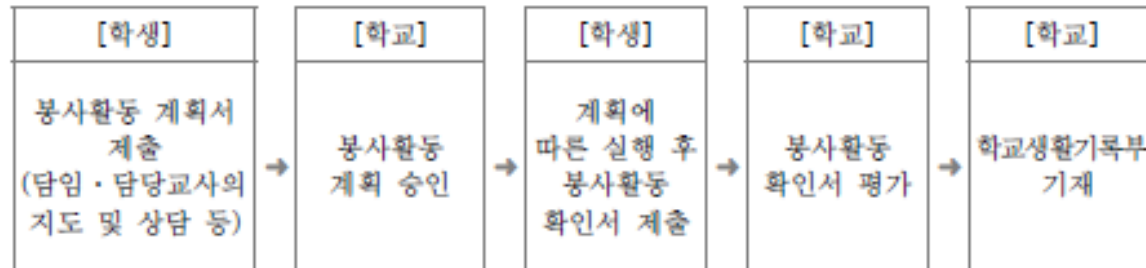 [학생]
봉사활동 계획서
제출
(담임・담당교사의
지도 및 상담 등)
➜
[학교]
봉사활동
계획 승인
➜
[학생]
계획에
따른 실행 후
봉사활동
확인서 제출
➜
[학교]
봉사활동
확인서 평가
➜
[학교]
학교생활기록부
기재